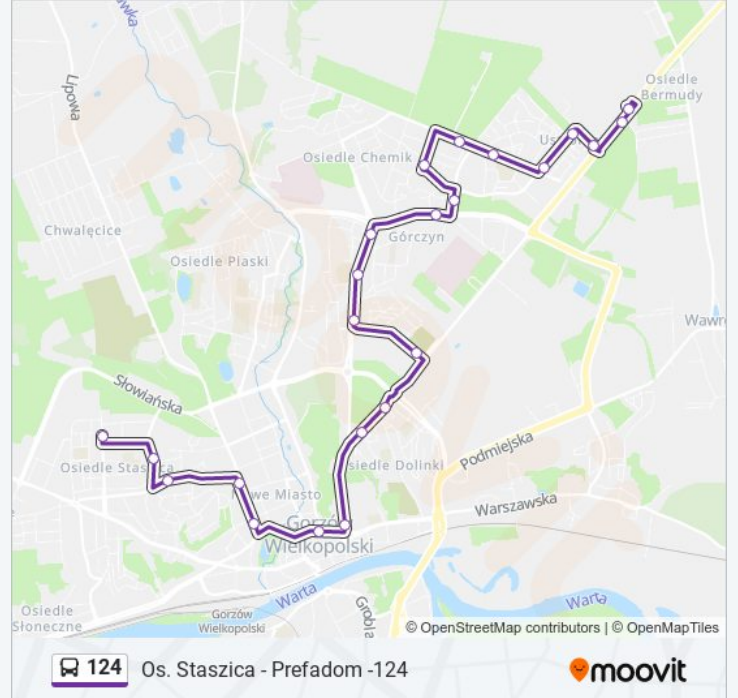 wka
Lipowa
Osiedle
Bermudy
Osiedle Chemik
Chwalęcice
Górczyn
Osiedle Piaski
Wawr
Słowiańska
Osiedle Staszica
Osiedle Dolinki
Podmiejska
Nowe Miasto
Warszawska
Gorzów
Wielkopolski
Warta
Warta
Osiedle
Słoneczne
Gorzów
Wielkopolski
Grobla
© OpenStreetMap contributors | © OpenMapTiles
124 Os. Staszica - Prefadom -124
moovit